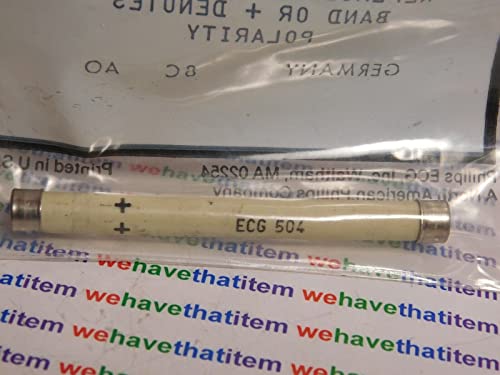 BAND OR + DENOTES
POLARITY
GERMANY 8C AO
Philips ECG, Inc. Waltham, MA 02254 Printed in U.S.
A North American Philips Company
+
+ ECG 504
wehavethatitem wehavethatitem wehavethatitem
wehavethatitem wehavethatitem wehavethatitem
wehavethatitem wehavethatitem wehavethatitem
wehavethatitem wehavethatitem